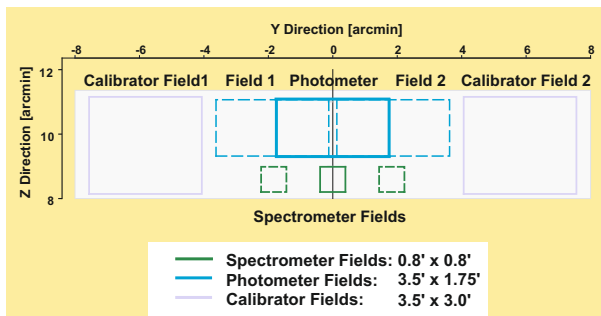 Y Direction [arcmin]
-8 -6 -4 -2 0 2 4 6 8
Z Direction [arcmin]
12
10
8
Calibrator Field1 Field 1 Photometer Field 2 Calibrator Field 2
Spectrometer Fields
Spectrometer Fields: 0.8' x 0.8'
Photometer Fields: 3.5' x 1.75'
Calibrator Fields: 3.5' x 3.0'